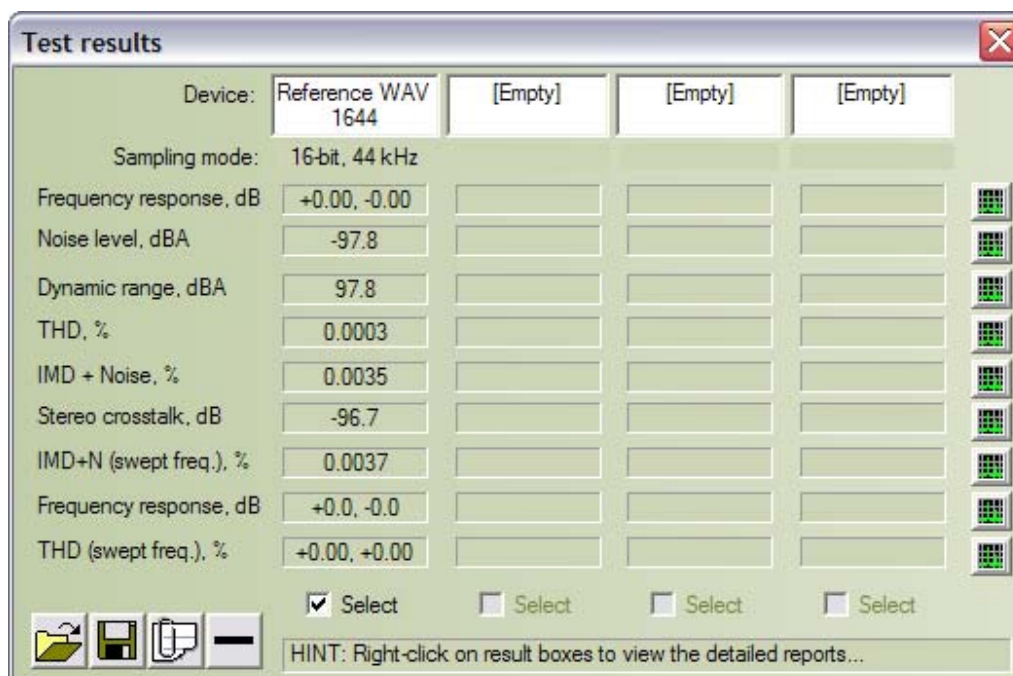 Test results
Device: Reference WAV 1644 [Empty] [Empty] [Empty]
Sampling mode: 16-bit, 44 kHz
Frequency response, dB +0.00, -0.00
Noise level, dBA -97.8
Dynamic range, dBA 97.8
THD, % 0.0003
IMD + Noise, % 0.0035
Stereo crosstalk, dB -96.7
IMD+N (swept freq.), % 0.0037
Frequency response, dB +0.0, -0.0
THD (swept freq.), % +0.00, +0.00
Select Select Select Select
HINT: Right-click on result boxes to view the detailed reports...